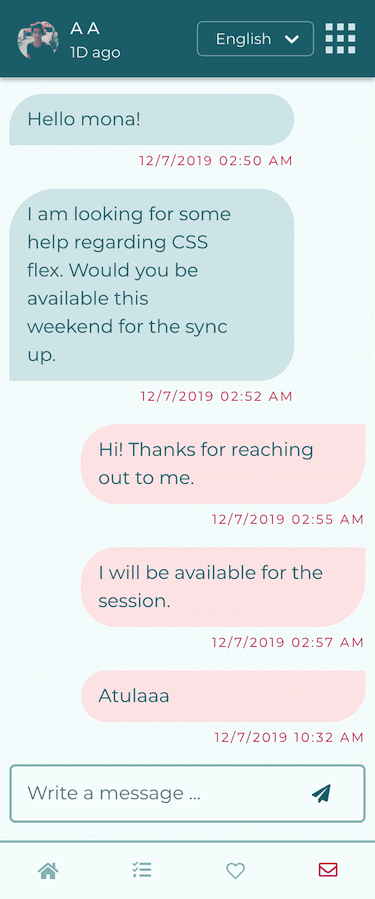 A A
1D ago
English
Hello mona!
12/7/2019 02:50 AM
I am looking for some
help regarding CSS
flex. Would you be
available this
weekend for the sync
up.
12/7/2019 02:52 AM
Hi! Thanks for reaching
out to me.
12/7/2019 02:55 AM
I will be available for the
session.
12/7/2019 02:57 AM
Atulaaa
12/7/2019 10:32 AM
Write a message ...